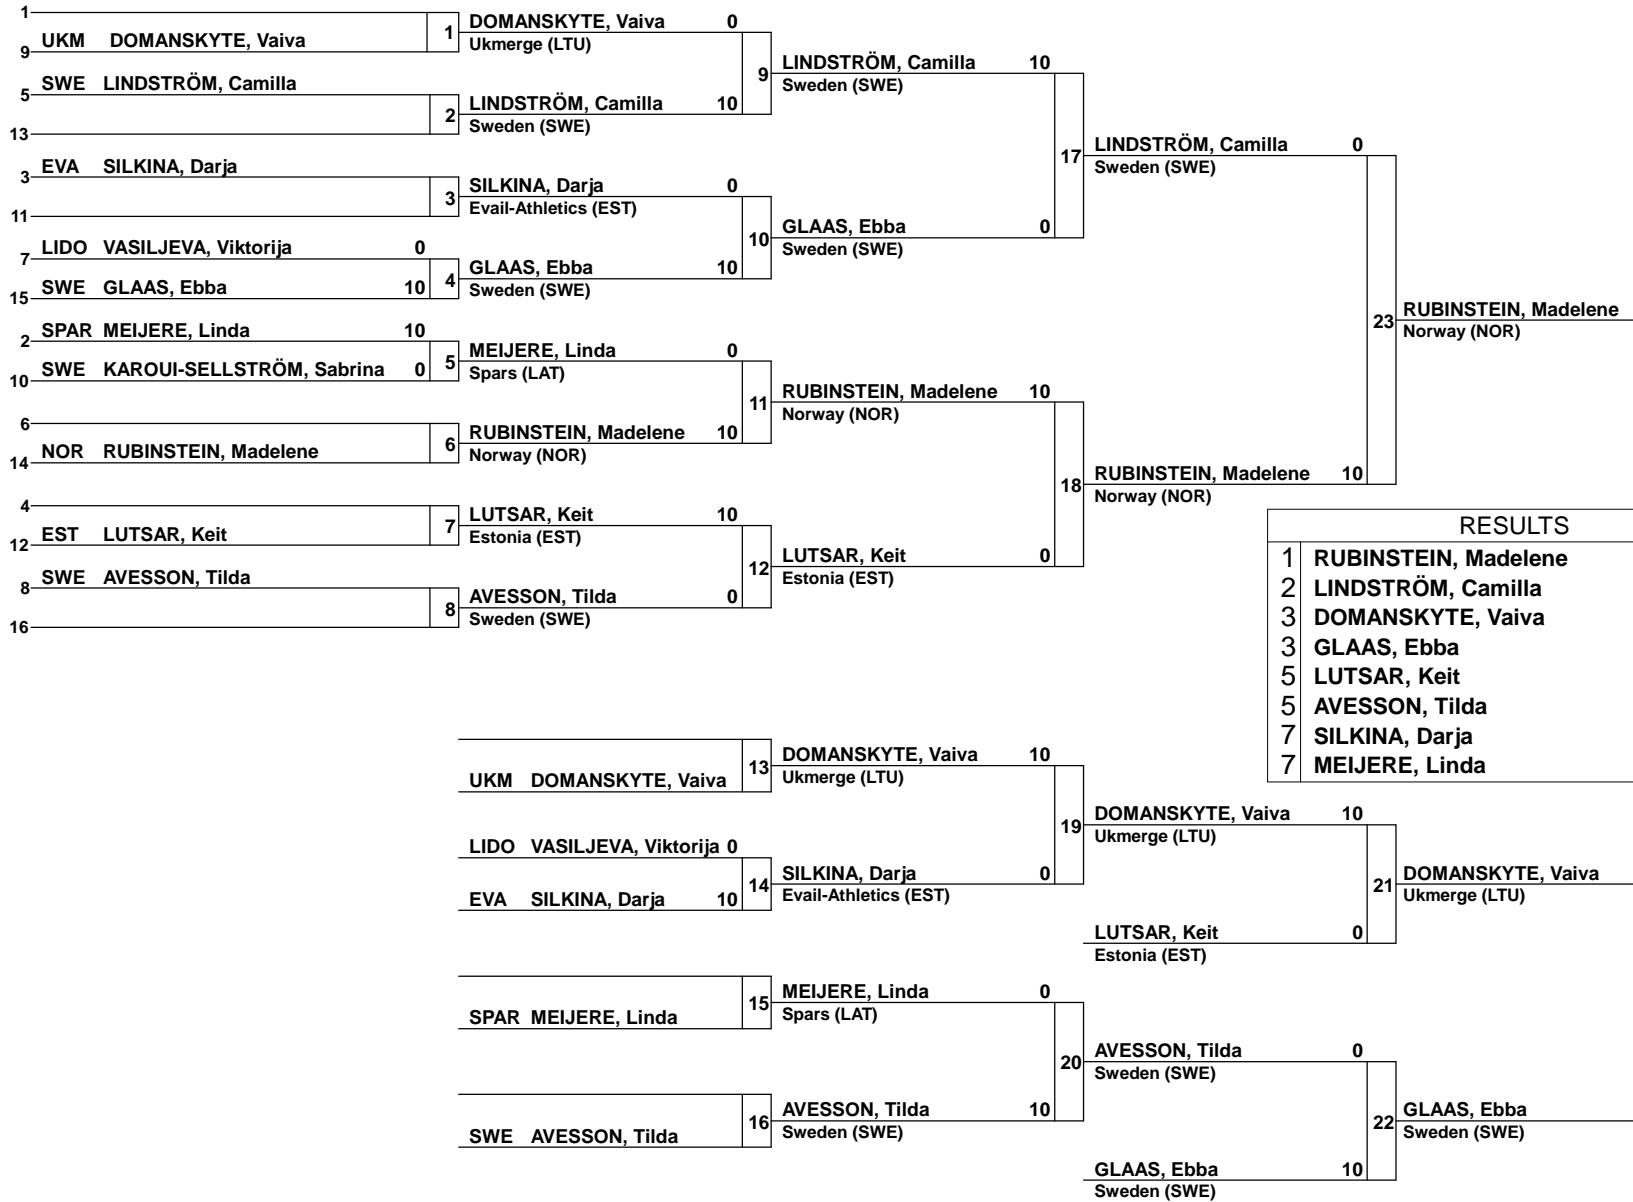 1
UKM DOMANSKYTE, Vaiva
9
1
SWE LINDSTRÖM, Camilla
5
13
2
EVA SILKINA, Darja
3
11
3
LIDO VASILJEVA, Viktorija 0
7
SWE GLAAS, Ebba 10
15
4
SPAR MEIJERE, Linda 10
2
SWE KAROUI-SELLSTRÖM, Sabrina 0
10
5
6
NOR RUBINSTEIN, Madelene
14
6
4
EST LUTSAR, Keit
12
7
SWE AVESSON, Tilda
8
16
8
DOMANSKYTE, Vaiva 0
Ukmerge (LTU)
9
LINDSTRÖM, Camilla 10
Sweden (SWE)
SILKINA, Darja 0
Evail-Athletics (EST)
10
GLAAS, Ebba 10
Sweden (SWE)
MEIJERE, Linda 0
Spars (LAT)
11
RUBINSTEIN, Madelene 10
Norway (NOR)
LUTSAR, Keit 10
Estonia (EST)
12
AVESSON, Tilda 0
Sweden (SWE)
LINDSTRÖM, Camilla 10
Sweden (SWE)
17
GLAAS, Ebba 0
Sweden (SWE)
RUBINSTEIN, Madelene 10
Norway (NOR)
18
LUTSAR, Keit 0
Estonia (EST)
LINDSTRÖM, Camilla 0
Sweden (SWE)
23
RUBINSTEIN, Madelene 10
Norway (NOR)
RUBINSTEIN, Madelene
Norway (NOR)
RESULTS
1 RUBINSTEIN, Madelene
2 LINDSTRÖM, Camilla
3 DOMANSKYTE, Vaiva
3 GLAAS, Ebba
5 LUTSAR, Keit
5 AVESSON, Tilda
7 SILKINA, Darja
7 MEIJERE, Linda
UKM DOMANSKYTE, Vaiva
13
LIDO VASILJEVA, Viktorija 0
14
EVA SILKINA, Darja 10
SPAR MEIJERE, Linda
15
SWE AVESSON, Tilda
16
DOMANSKYTE, Vaiva 10
Ukmerge (LTU)
19
SILKINA, Darja 0
Evail-Athletics (EST)
MEIJERE, Linda 0
Spars (LAT)
20
AVESSON, Tilda 10
Sweden (SWE)
DOMANSKYTE, Vaiva 10
Ukmerge (LTU)
21
LUTSAR, Keit 0
Estonia (EST)
AVESSON, Tilda 0
Sweden (SWE)
22
GLAAS, Ebba 10
Sweden (SWE)
DOMANSKYTE, Vaiva
Ukmerge (LTU)
GLAAS, Ebba
Sweden (SWE)